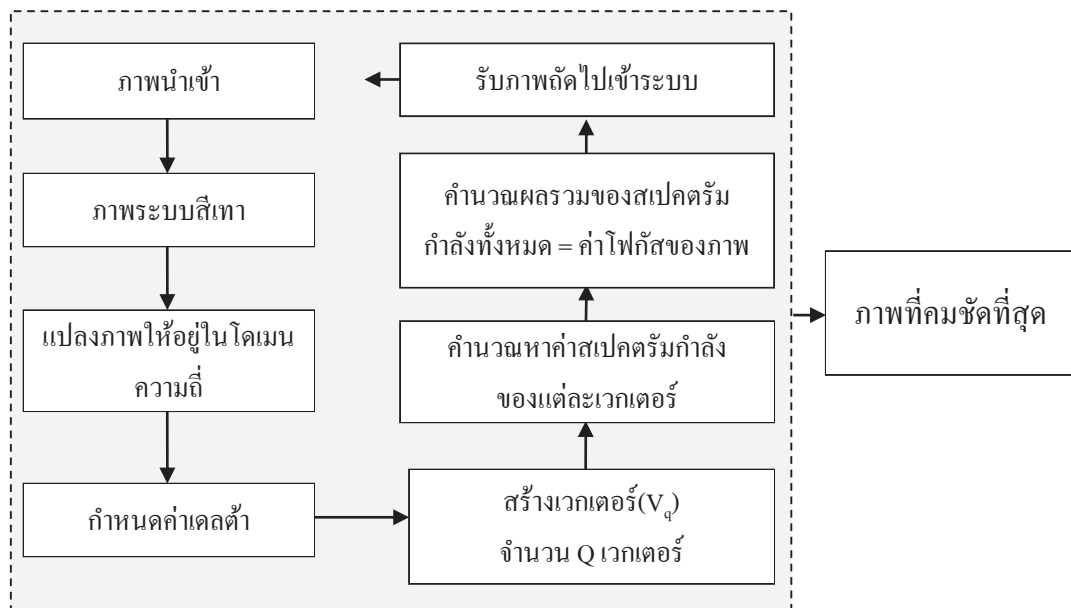 ภาพนำเข้า
ภาพระบบสีเทา
แปลงภาพให้อยู่ในโดเมน
ความถี่
กำหนดค่าเดลต้า
สร้างเวกเตอร์(Vq)
จำนวน Q เวกเตอร์
คำนวณหาค่าสเปคตรัมกำลัง
ของแต่ละเวกเตอร์
คำนวณผลรวมของสเปคตรัม
กำลังทั้งหมด = ค่าโฟกัสของภาพ
รับภาพถัดไปเข้าระบบ
ภาพที่คมชัดที่สุด